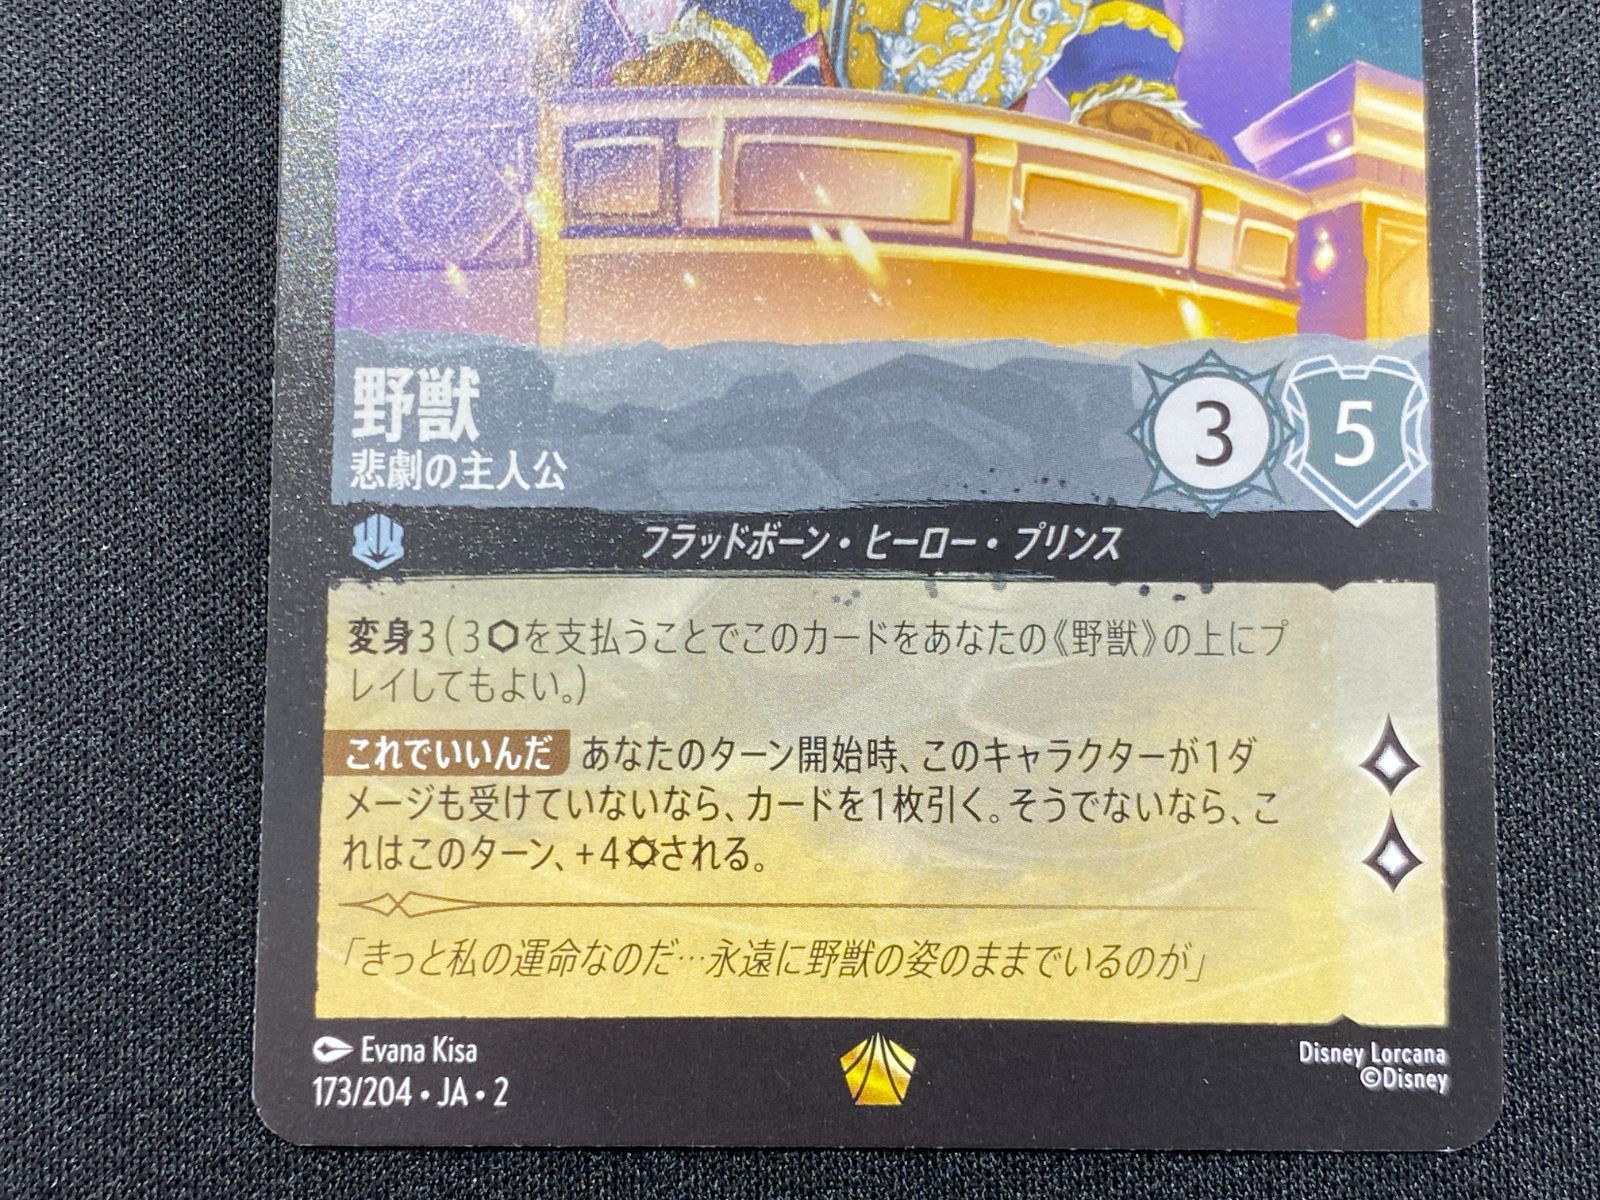 野獣
悲劇の主人公
3
5
フラッドボーン・ヒーロー・プリンス
変身3(3⬡を支払うことでこのカードをあなたの《野獣》の上にプ
レイしてもよい。)
これでいいんだ あなたのターン開始時、このキャラクターが1ダ
メージも受けていないなら、カードを1枚引く。そうでないなら、こ
れはこのターン、+4される。
「きっと私の運命なのだ…永遠に野獣の姿のままでいるのが」
Evana Kisa
173/204・JA・2
Disney Lorcana
©Disney